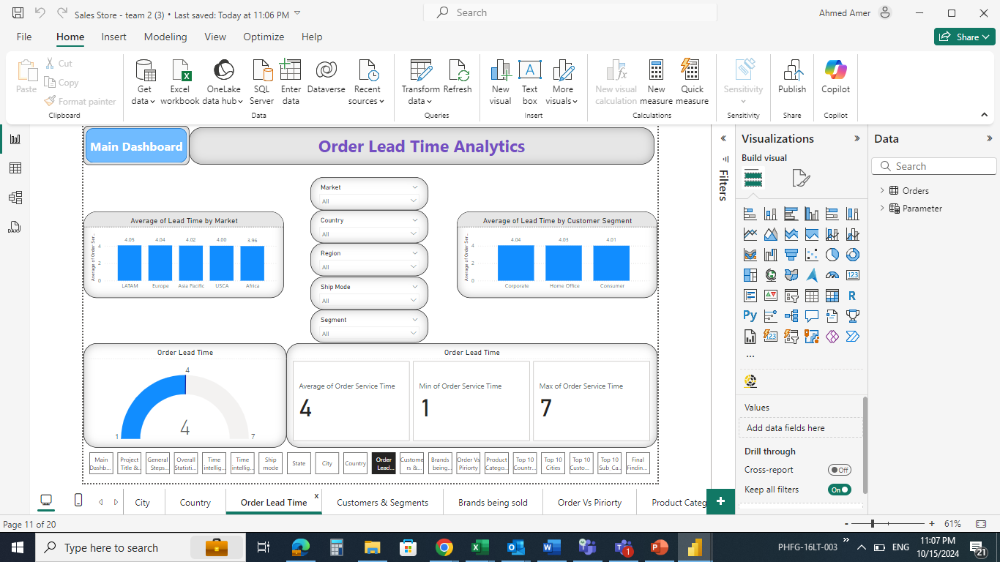 Sales Store - team 2 (3) • Last saved: Today at 11:06 PM
Search
Ahmed Amer
File
Home
Insert
Modeling
View
Optimize
Help
Share
Paste
Cut
Copy
Format painter
Clipboard
Get data
Excel workbook
OneLake data hub
SQL Server
Enter data
Dataverse
Recent sources
Data
Transform data
Refresh
Queries
New visual
Text box
More visuals
Insert
New visual calculation
New measure
Quick measure
Calculations
Sensitivity
Sensitivity
Publish
Share
Copilot
Copilot
Main Dashboard
Order Lead Time Analytics
Market
All
Country
All
Region
All
Ship Mode
All
Segment
All
Average of Lead Time by Market
Average of Order Ser...
4
2
0
4.05
4.04
4.02
4.00
3.96
LATAM
Europe
Asia Pacific
USCA
Africa
Average of Lead Time by Customer Segment
Average of Order Ser...
4
2
0
4.04
4.03
4.01
Corporate
Home Office
Consumer
Order Lead Time
4
4
1
7
Order Lead Time
Average of Order Service Time
4
Min of Order Service Time
1
Max of Order Service Time
7
Main Dashb...
Project Title &...
General Steps...
Overall Statisti...
Time intellig...
Time intellig...
Ship mode
State
City
Country
Order Lead...
Custome rs &...
Brands being...
Order Vs Piriorty
Product Catego...
Top 10 Countr...
Top 10 Cities
Top 10 Custo...
Top 10 Sub Ca...
Final Findin...
City
Country
Order Lead Time
x
Customers & Segments
Brands being sold
Order Vs Piriorty
Product Categ
+
Page 11 of 20
- + 61%
Filters
Visualizations
Build visual
R
Py
123
123
...
Values
Add data fields here
Drill through
Cross-report
Off
Keep all filters
On
Data
Search
Orders
Parameter
Type here to search
1
PHFG-16LT-003
ENG
11:07 PM
10/15/2024
21